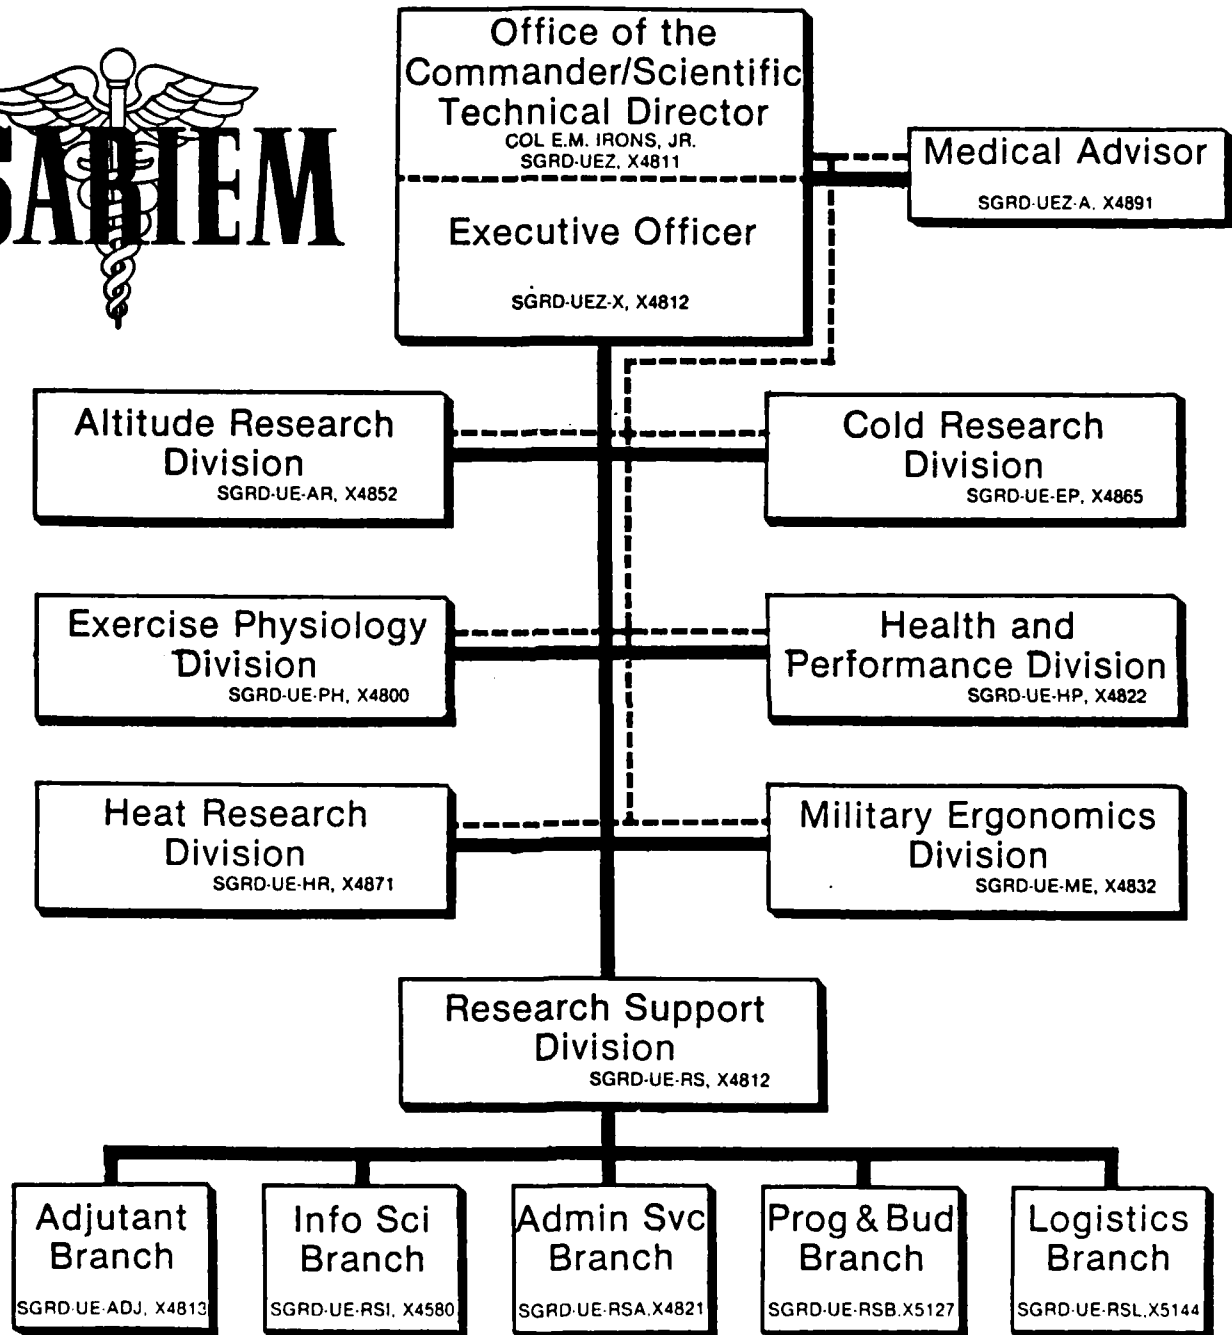 SARIEM
Office of the
Commander/Scientific
Technical Director
COL E.M. IRONS, JR.
SGRD-UEZ, X4811
Executive Officer
SGRD-UEZ-X, X4812
Medical Advisor
SGRD-UEZ-A, X4891
Altitude Research
Division
SGRD-UE-AR, X4852
Cold Research
Division
SGRD-UE-EP, X4865
Exercise Physiology
Division
SGRD-UE-PH, X4800
Health and
Performance Division
SGRD-UE-HP, X4822
Heat Research
Division
SGRD-UE-HR, X4871
Military Ergonomics
Division
SGRD-UE-ME, X4832
Research Support
Division
SGRD-UE-RS, X4812
Adjutant
Branch
SGRD-UE-ADJ, X4813
Info Sci
Branch
SGRD-UE-RSI, X4580
Admin Svc
Branch
SGRD-UE-RSA, X4821
Prog & Bud
Branch
SGRD-UE-RSB, X5127
Logistics
Branch
SGRD-UE-RSL, X5144